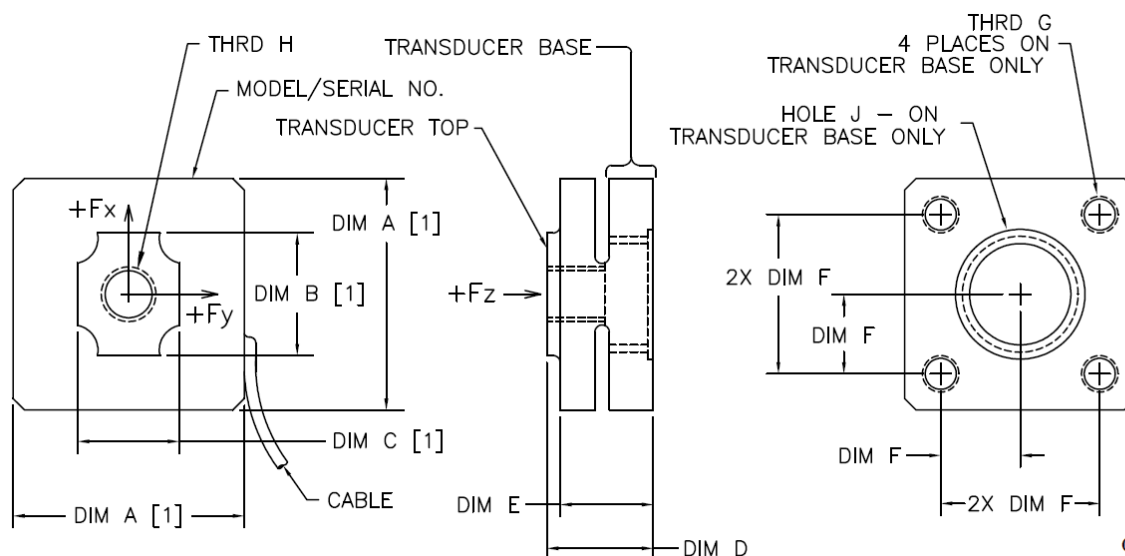 THRD H
MODEL/SERIAL NO.
TRANSDUCER TOP
TRANSDUCER BASE
THRD G
4 PLACES ON
TRANSDUCER BASE ONLY
HOLE J – ON
TRANSDUCER BASE ONLY
+Fx
+Fy
DIM A [1]
DIM B [1]
DIM C [1]
DIM A [1]
CABLE
+Fz
DIM E
DIM D
2X DIM F
DIM F
DIM F
2X DIM F